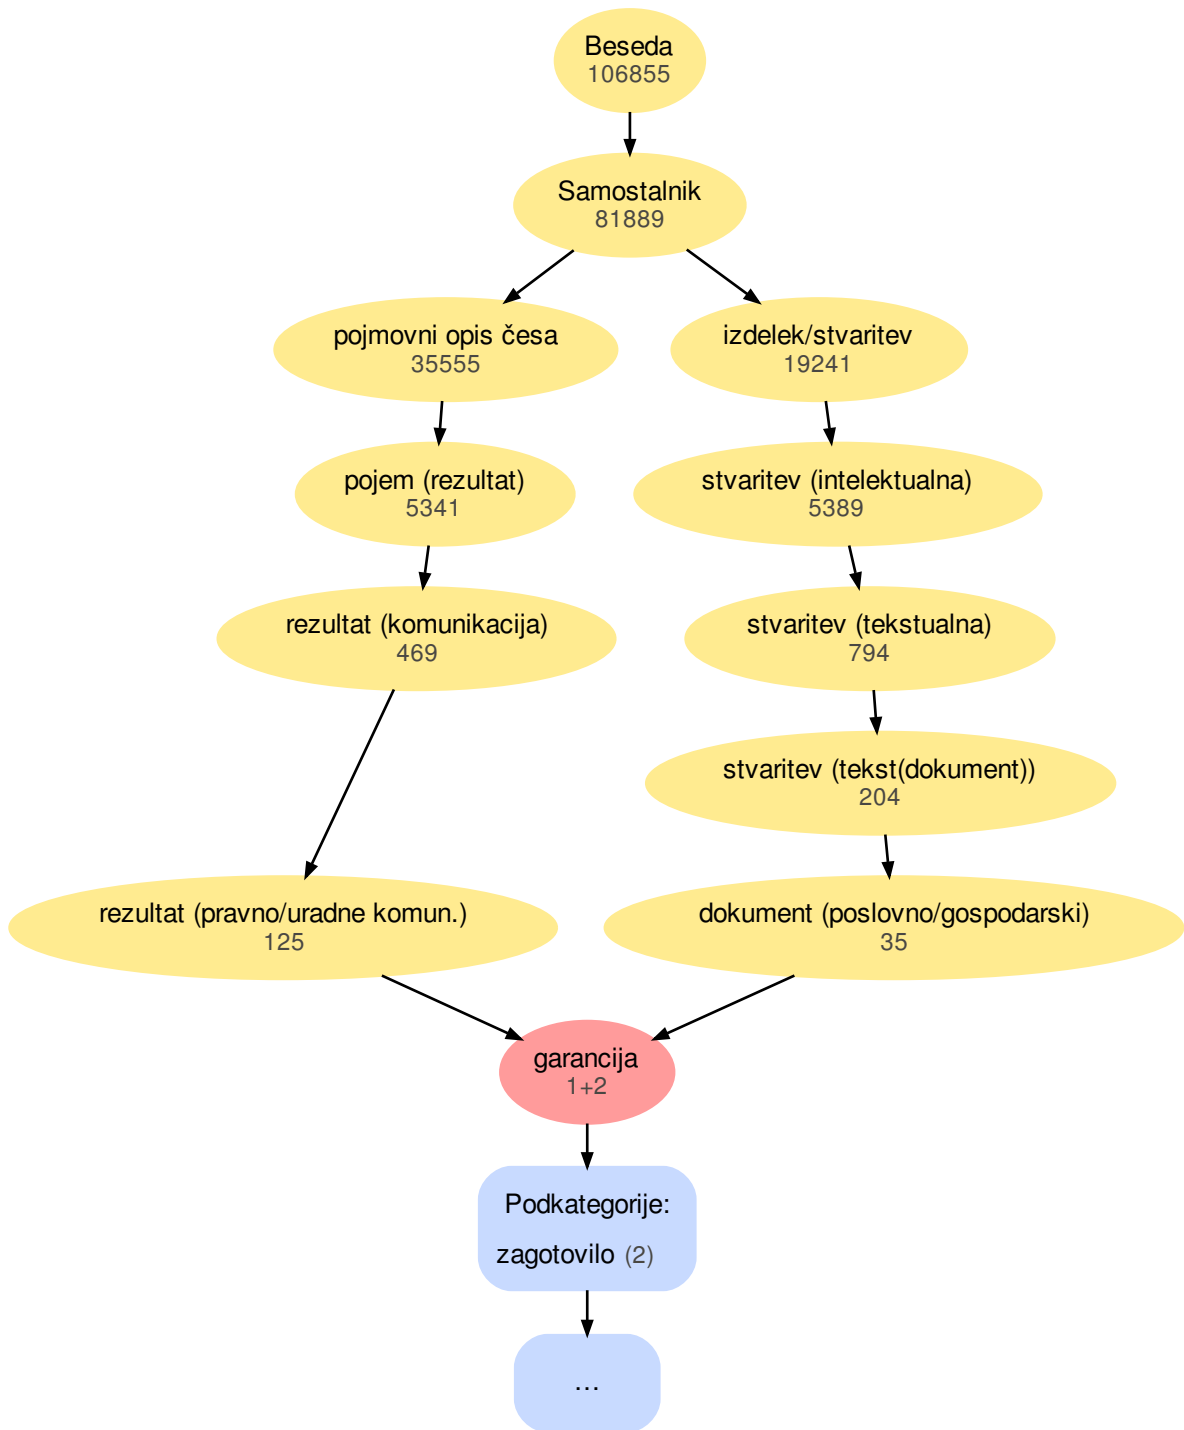 Beseda
106855
Samostalnik
81889
pojmovni opis česa
35555
izdelek/stvaritev
19241
pojem (rezultat)
5341
stvaritev (intelektualna)
5389
rezultat (komunikacija)
469
stvaritev (tekstualna)
794
stvaritev (tekst(dokument))
204
rezultat (pravno/uradne komun.)
125
dokument (poslovno/gospodarski)
35
garancija
1+2
Podkategorije:
zagotovilo (2)
...